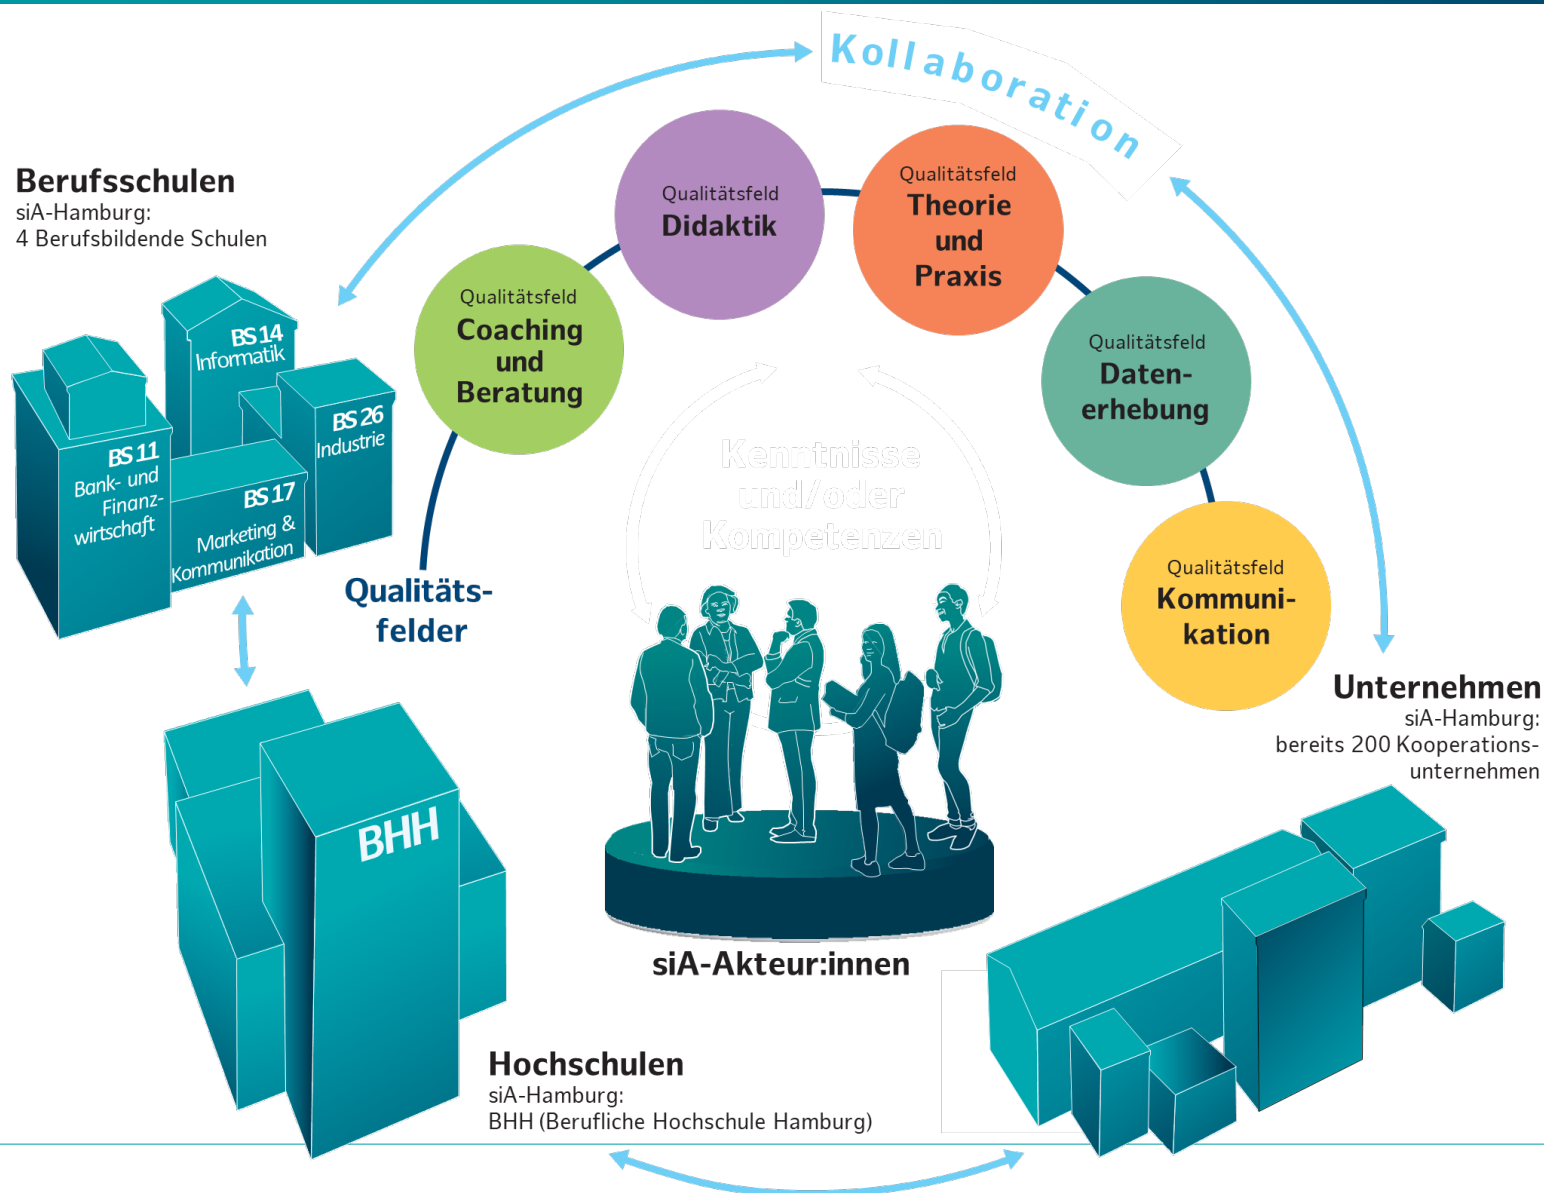 Kollaboration
Berufsschulen
siA-Hamburg:
4 Berufsbildende Schulen
BS 14
Informatik
BS 26
Industrie
BS 11
Bank- und
Finanz-
wirtschaft
BS 17
Marketing &
Kommunikation
Qualitäts-
felder
Qualitätsfeld
Coaching
und
Beratung
Qualitätsfeld
Didaktik
Qualitätsfeld
Theorie
und
Praxis
Qualitätsfeld
Daten-
erhebung
Qualitätsfeld
Kommuni-
kation
Kenntnisse
und/oder
Kompetenzen
siA-Akteur:innen
Unternehmen
siA-Hamburg:
bereits 200 Kooperations-
unternehmen
BHH
Hochschulen
siA-Hamburg:
BHH (Berufliche Hochschule Hamburg)